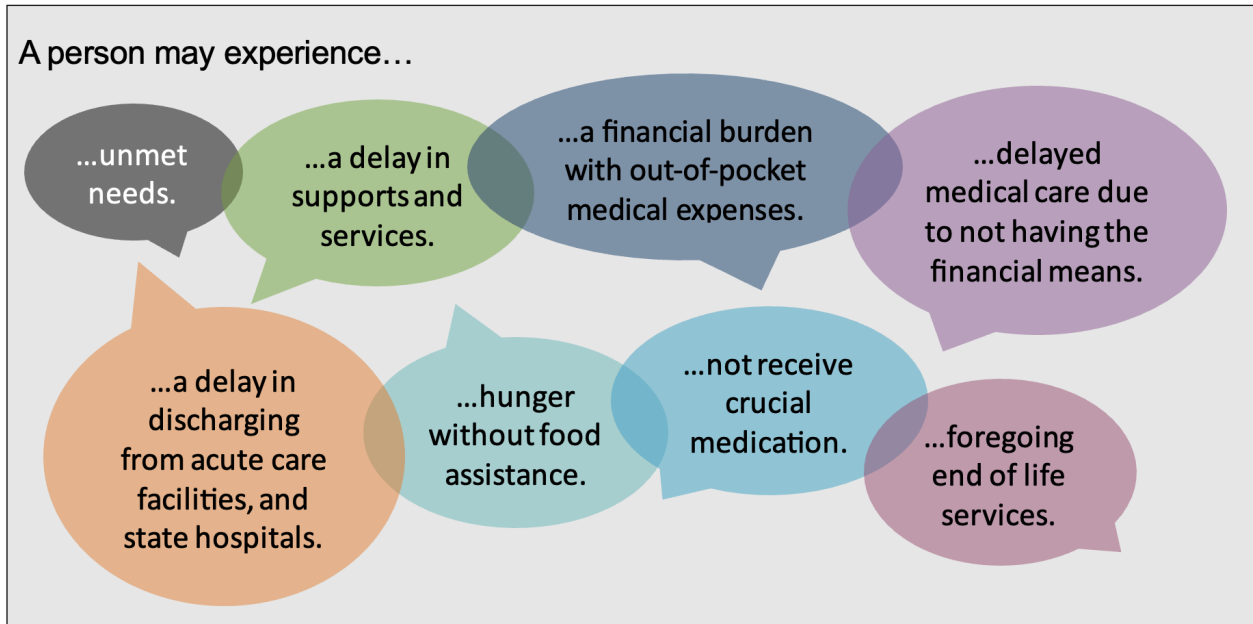 A person may experience…
…unmet
needs.
…a delay in
supports and
services.
…a financial burden
with out-of-pocket
medical expenses.
…delayed
medical care due
to not having the
financial means.
…a delay in
discharging
from acute care
facilities, and
state hospitals.
…hunger
without food
assistance.
…not receive
crucial
medication.
…foregoing
end of life
services.